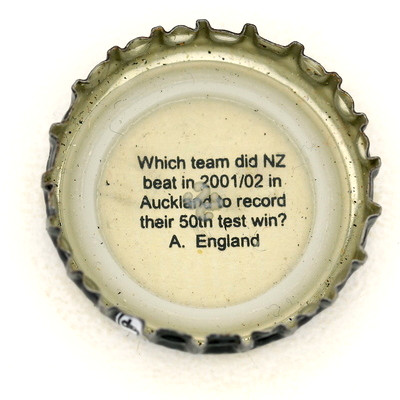 Which team did NZ
beat in 2001/02 in
Auckland to record
their 50th test win?
A. England